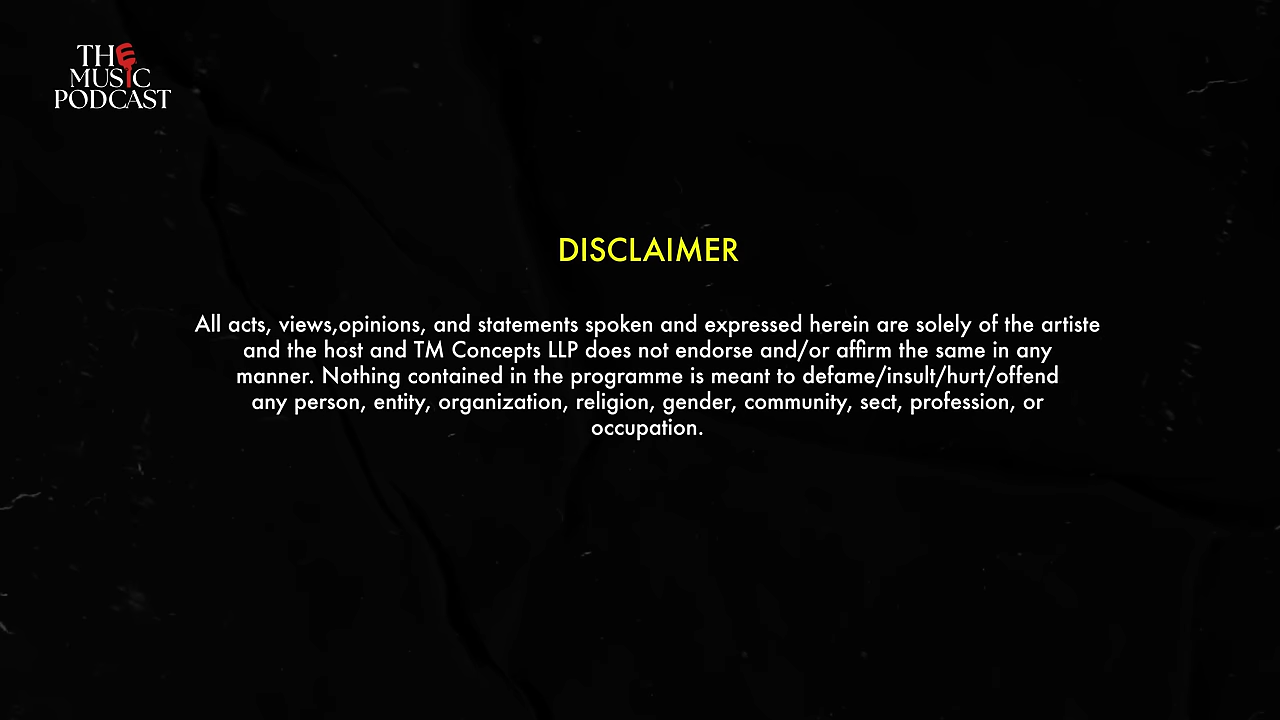 THE
MUSIC
PODCAST
DISCLAIMER
All acts, views,opinions, and statements spoken and expressed herein are solely of the artiste
and the host and TM Concepts LLP does not endorse and/or affirm the same in any
manner. Nothing contained in the programme is meant to defame/insult/hurt/offend
any person, entity, organization, religion, gender, community, sect, profession, or
occupation.